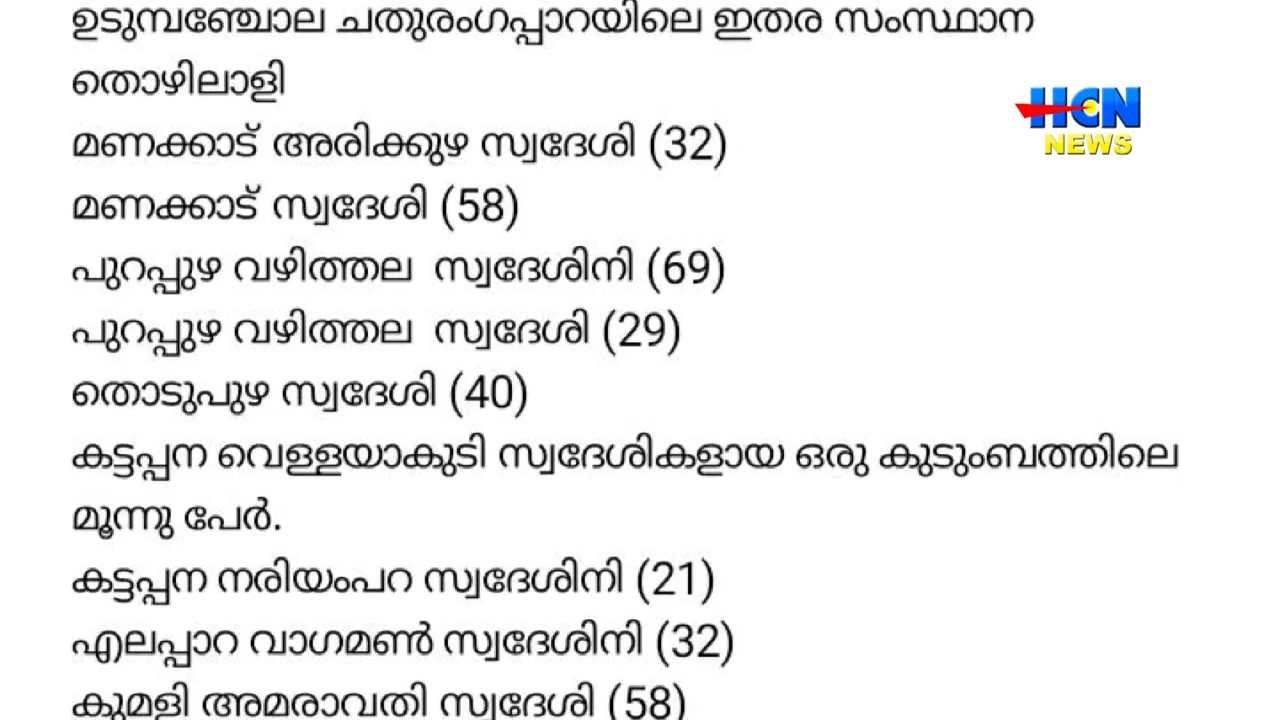 ഉടുമ്പഞ്ചോല ചതുരംഗപ്പാറയിലെ ഇതര സംസ്ഥാന
തൊഴിലാളി
HCN
NEWS
മണക്കാട് അരിക്കുഴ സ്വദേശി (32)
മണക്കാട് സ്വദേശി (58)
പുറപ്പുഴ വഴിത്തല സ്വദേശിനി (69)
പുറപ്പുഴ വഴിത്തല സ്വദേശി (29)
തൊടുപുഴ സ്വദേശി (40)
കട്ടപ്പന വെള്ളയാകുടി സ്വദേശികളായ ഒരു കുടുംബത്തിലെ
മൂന്നു പേർ.
കട്ടപ്പന നരിയംപറ സ്വദേശിനി (21)
എലപ്പാറ വാഗമൺ സ്വദേശിനി (32)
കുമളി അമരാവതി സ്വദേശി (58)